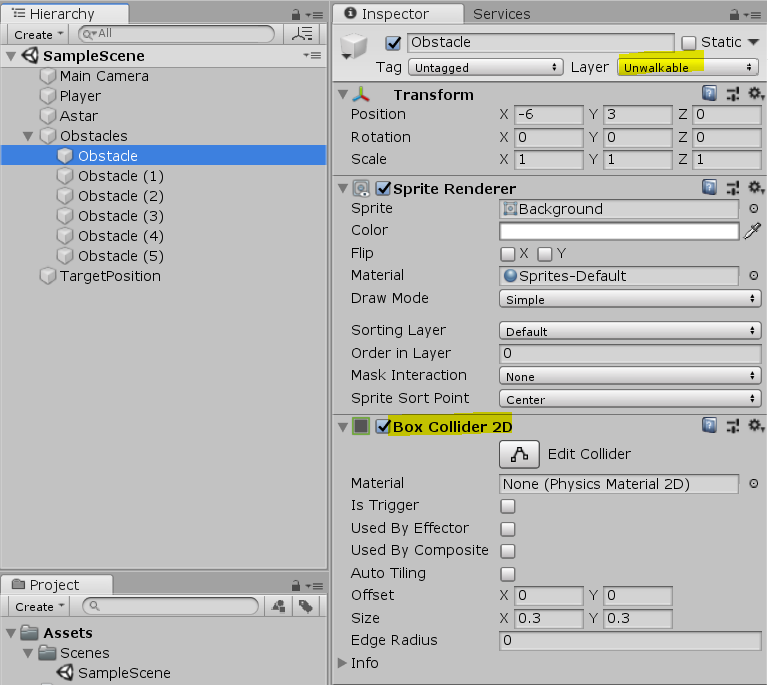 Hierarchy
Create
All
SampleScene
Main Camera
Player
Astar
Obstacles
Obstacle
Obstacle (1)
Obstacle (2)
Obstacle (3)
Obstacle (4)
Obstacle (5)
TargetPosition
Project
Create
Assets
Scenes
SampleScene
Inspector Services
Obstacle Static
Tag Untagged Layer Unwalkable
Transform
Position X -6 Y 3 Z 0
Rotation X 0 Y 0 Z 0
Scale X 1 Y 1 Z 1
Sprite Renderer
Sprite Background
Color
Flip X Y
Material Sprites-Default
Draw Mode Simple
Sorting Layer Default
Order in Layer 0
Mask Interaction None
Sprite Sort Point Center
Box Collider 2D
Edit Collider
Material None (Physics Material 2D)
Is Trigger
Used By Effector
Used By Composite
Auto Tiling
Offset X 0 Y 0
Size X 0.3 Y 0.3
Edge Radius 0
Info